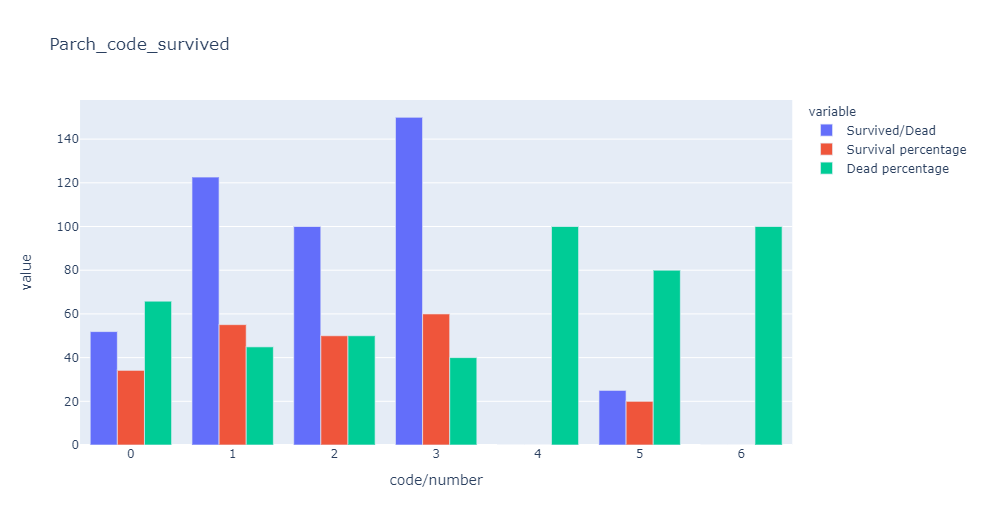 Parch_code_survived
variable
Survived/Dead
Survival percentage
Dead percentage
value
140
120
100
80
60
40
20
0
0 1 2 3 4 5 6
code/number